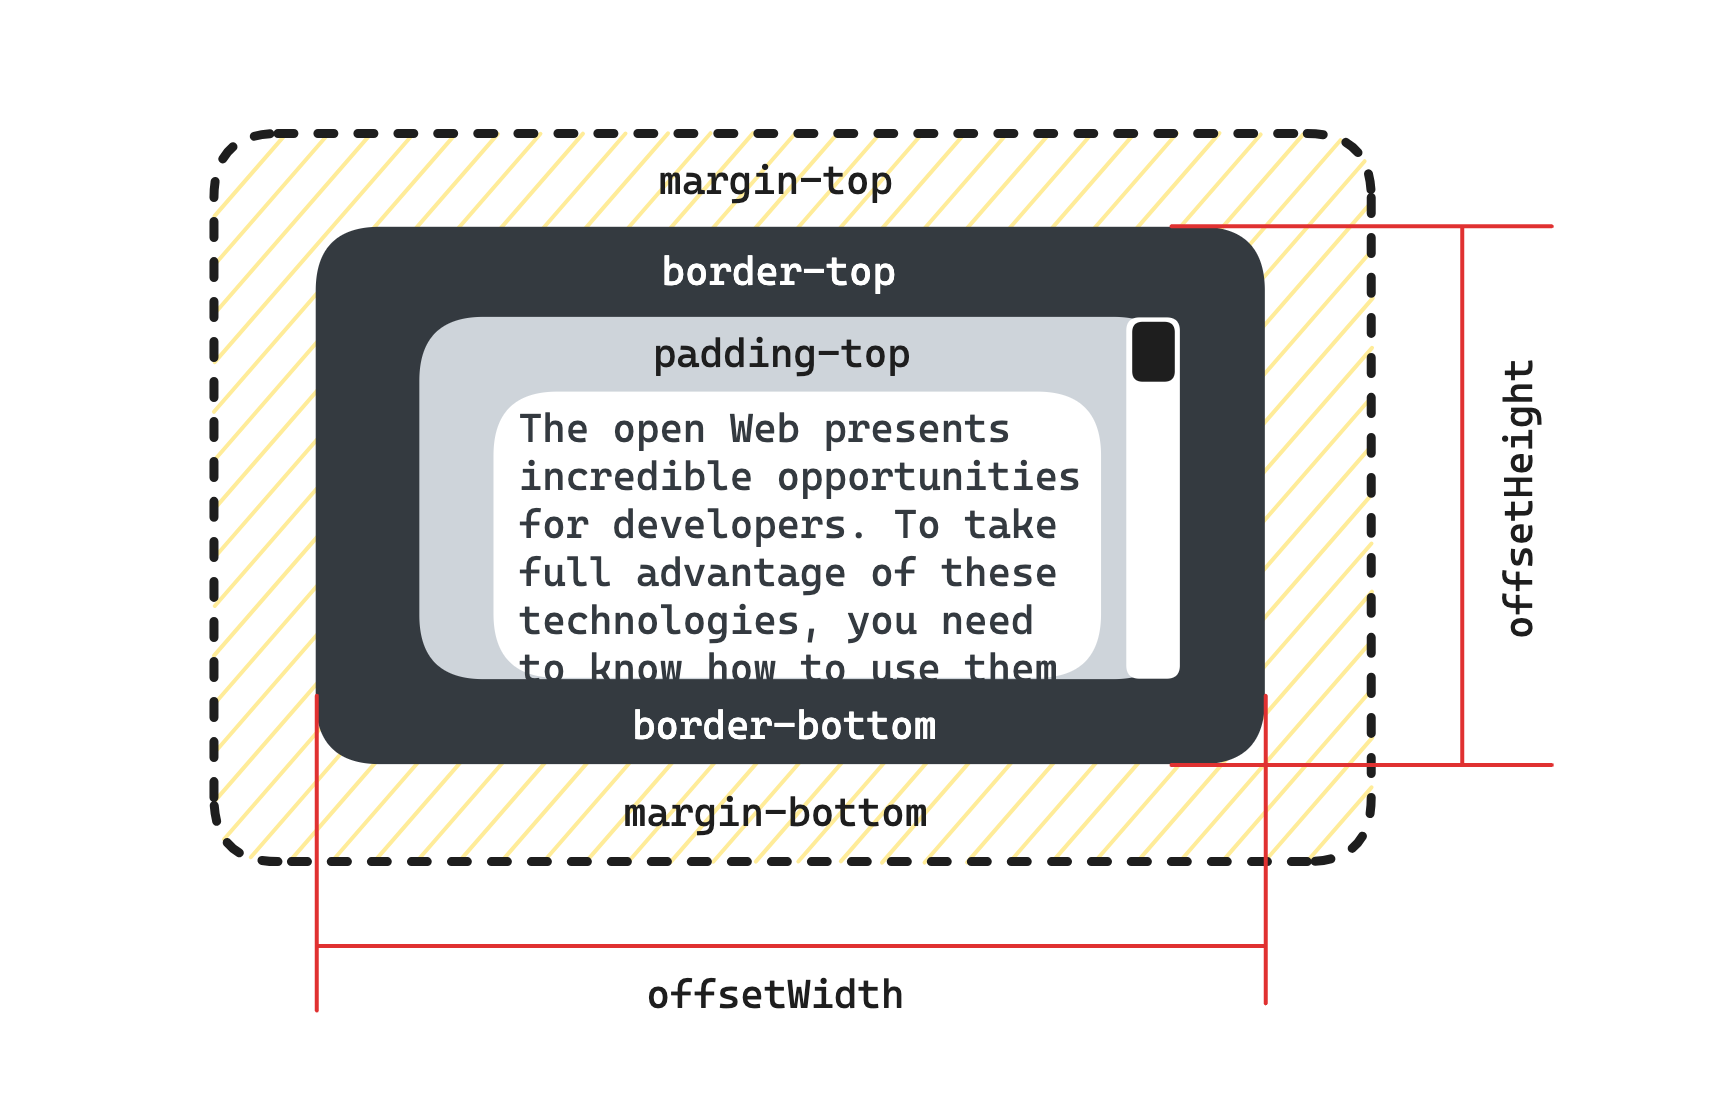 margin-top
border-top
padding-top
The open Web presents
incredible opportunities
for developers. To take
full advantage of these
technologies, you need
to know how to use them
border-bottom
margin-bottom
offsetWidth
offsetHeight